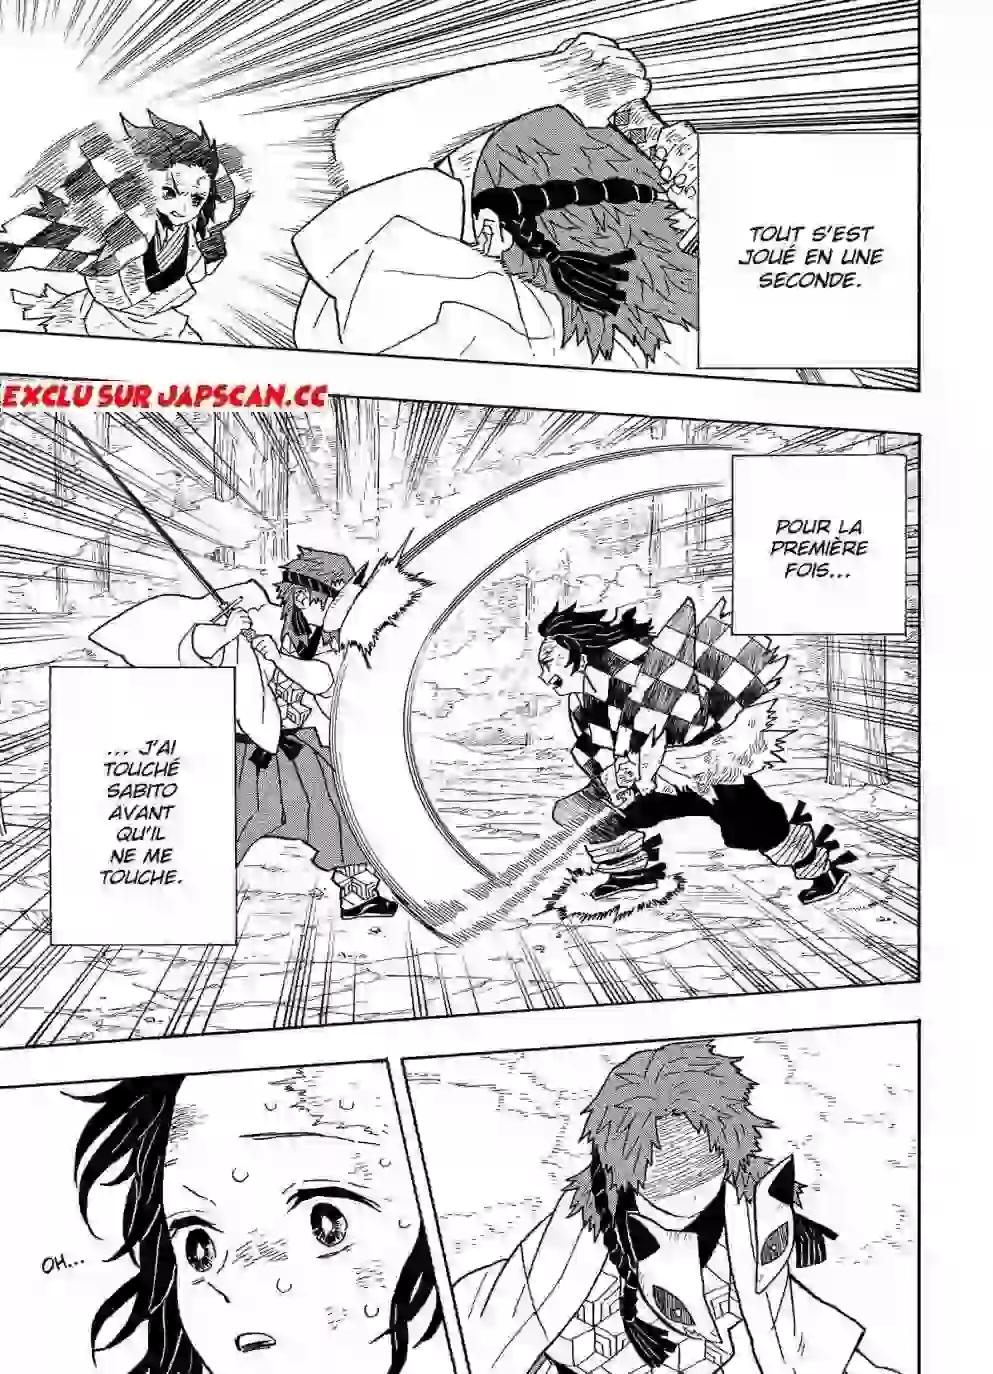 TOUT S'EST
JOUÉ EN UNE
SECONDE.
EXCLU SUR JAPSCAN.CC
POUR LA
PREMIÈRE
FOIS...
... J'AI
TOUCHÉ
SABITO
AVANT
QU'IL
NE ME
TOUCHE.
OH...